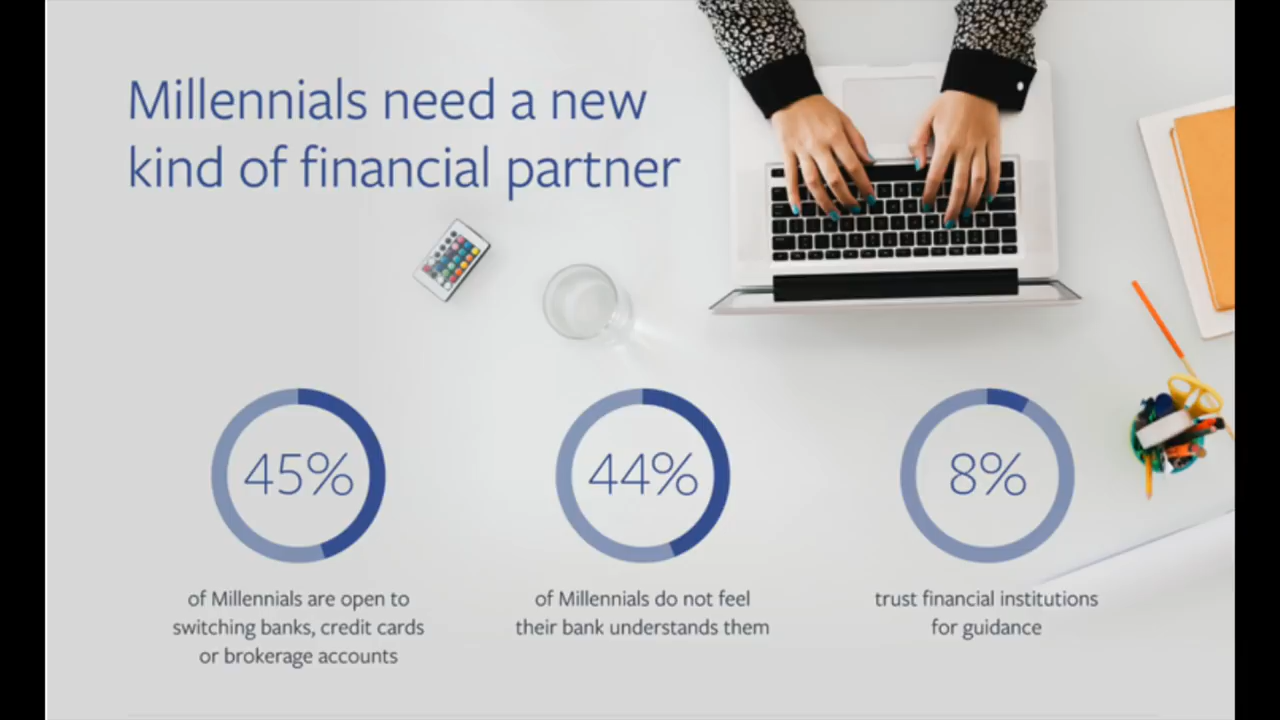 Millennials need a new
kind of financial partner
45%
of Millennials are open to
switching banks, credit cards
or brokerage accounts
44%
of Millennials do not feel
their bank understands them
8%
trust financial institutions
for guidance